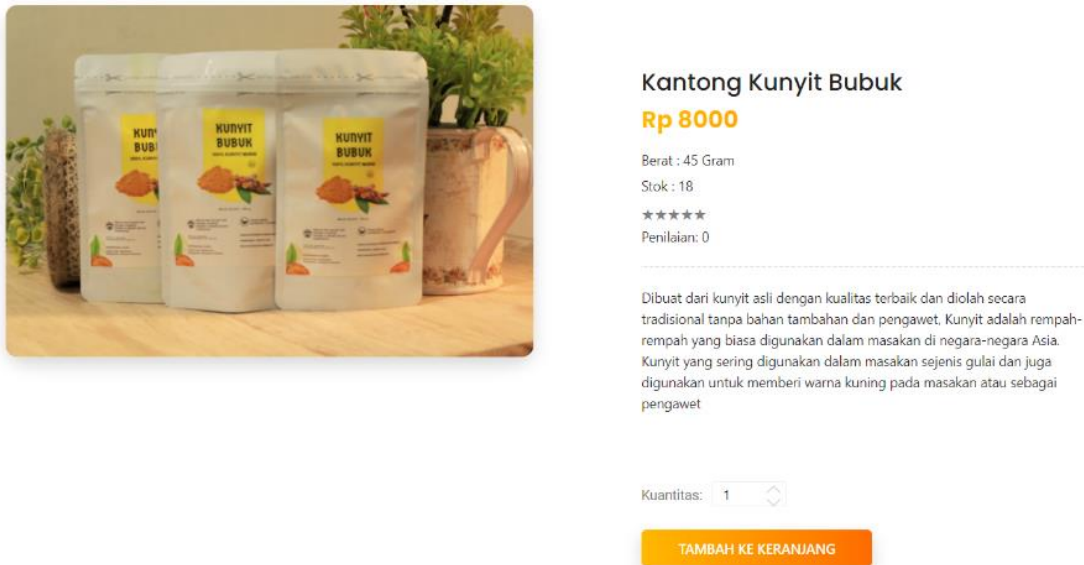 KUNYIT
BUBUK
KUNYIT
BUBUK
Kantong Kunyit Bubuk
Rp 8000
Berat : 45 Gram
Stok : 18
Penilaian: 0
Dibuat dari kunyit asli dengan kualitas terbaik dan diolah secara
tradisional tanpa bahan tambahan dan pengawet, Kunyit adalah rempah-
rempah yang biasa digunakan dalam masakan di negara-negara Asia.
Kunyit yang sering digunakan dalam masakan sejenis gulai dan juga
digunakan untuk memberi warna kuning pada masakan atau sebagai
pengawet
Kuantitas: 1
TAMBAH KE KERANJANG